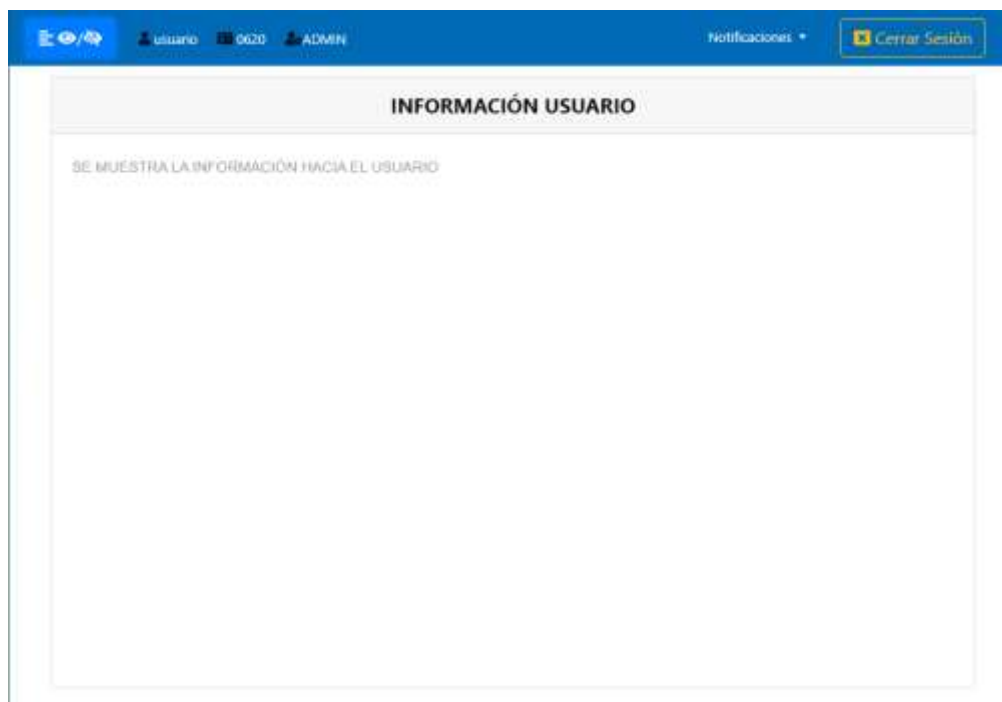 / usuario 0620 ADMIN Notificaciones Cerrar Sesión
INFORMACIÓN USUARIO
SE MUESTRA LA INFORMACIÓN HACIA EL USUARIO